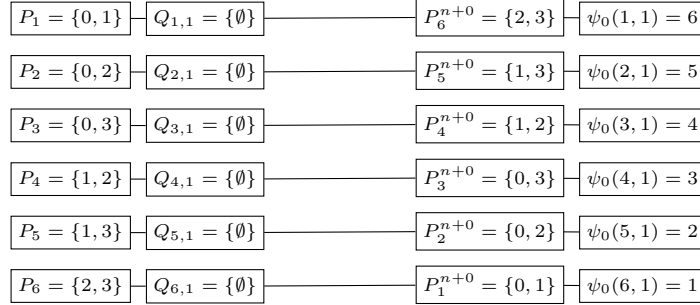 P_1 = {0, 1} Q_{1,1} = {∅} P_6^{n+0} = {2, 3} ψ_0(1, 1) = 6
P_2 = {0, 2} Q_{2,1} = {∅} P_5^{n+0} = {1, 3} ψ_0(2, 1) = 5
P_3 = {0, 3} Q_{3,1} = {∅} P_4^{n+0} = {1, 2} ψ_0(3, 1) = 4
P_4 = {1, 2} Q_{4,1} = {∅} P_3^{n+0} = {0, 3} ψ_0(4, 1) = 3
P_5 = {1, 3} Q_{5,1} = {∅} P_2^{n+0} = {0, 2} ψ_0(5, 1) = 2
P_6 = {2, 3} Q_{6,1} = {∅} P_1^{n+0} = {0, 1} ψ_0(6, 1) = 1